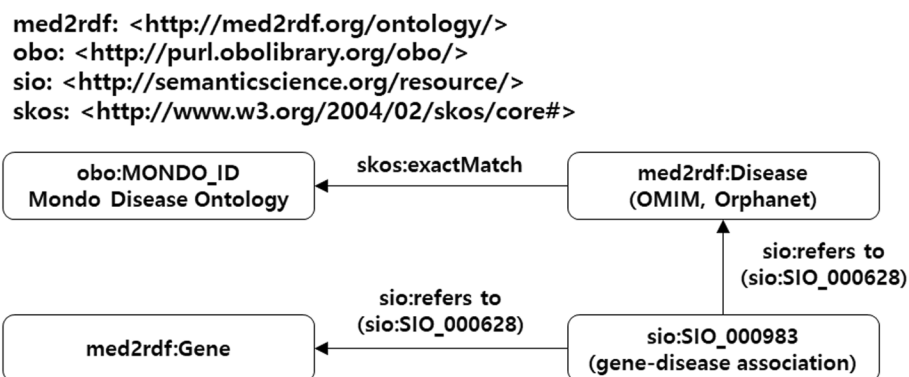 med2rdf: <http://med2rdf.org/ontology/>
obo: <http://purl.obolibrary.org/obo/>
sio: <http://semanticscience.org/resource/>
skos: <http://www.w3.org/2004/02/skos/core#>
obo:MONDO_ID
Mondo Disease Ontology
skos:exactMatch
med2rdf:Disease
(OMIM, Orphanet)
sio:refers to
(sio:SIO_000628)
sio:refers to
(sio:SIO_000628)
med2rdf:Gene
sio:SIO_000983
(gene-disease association)